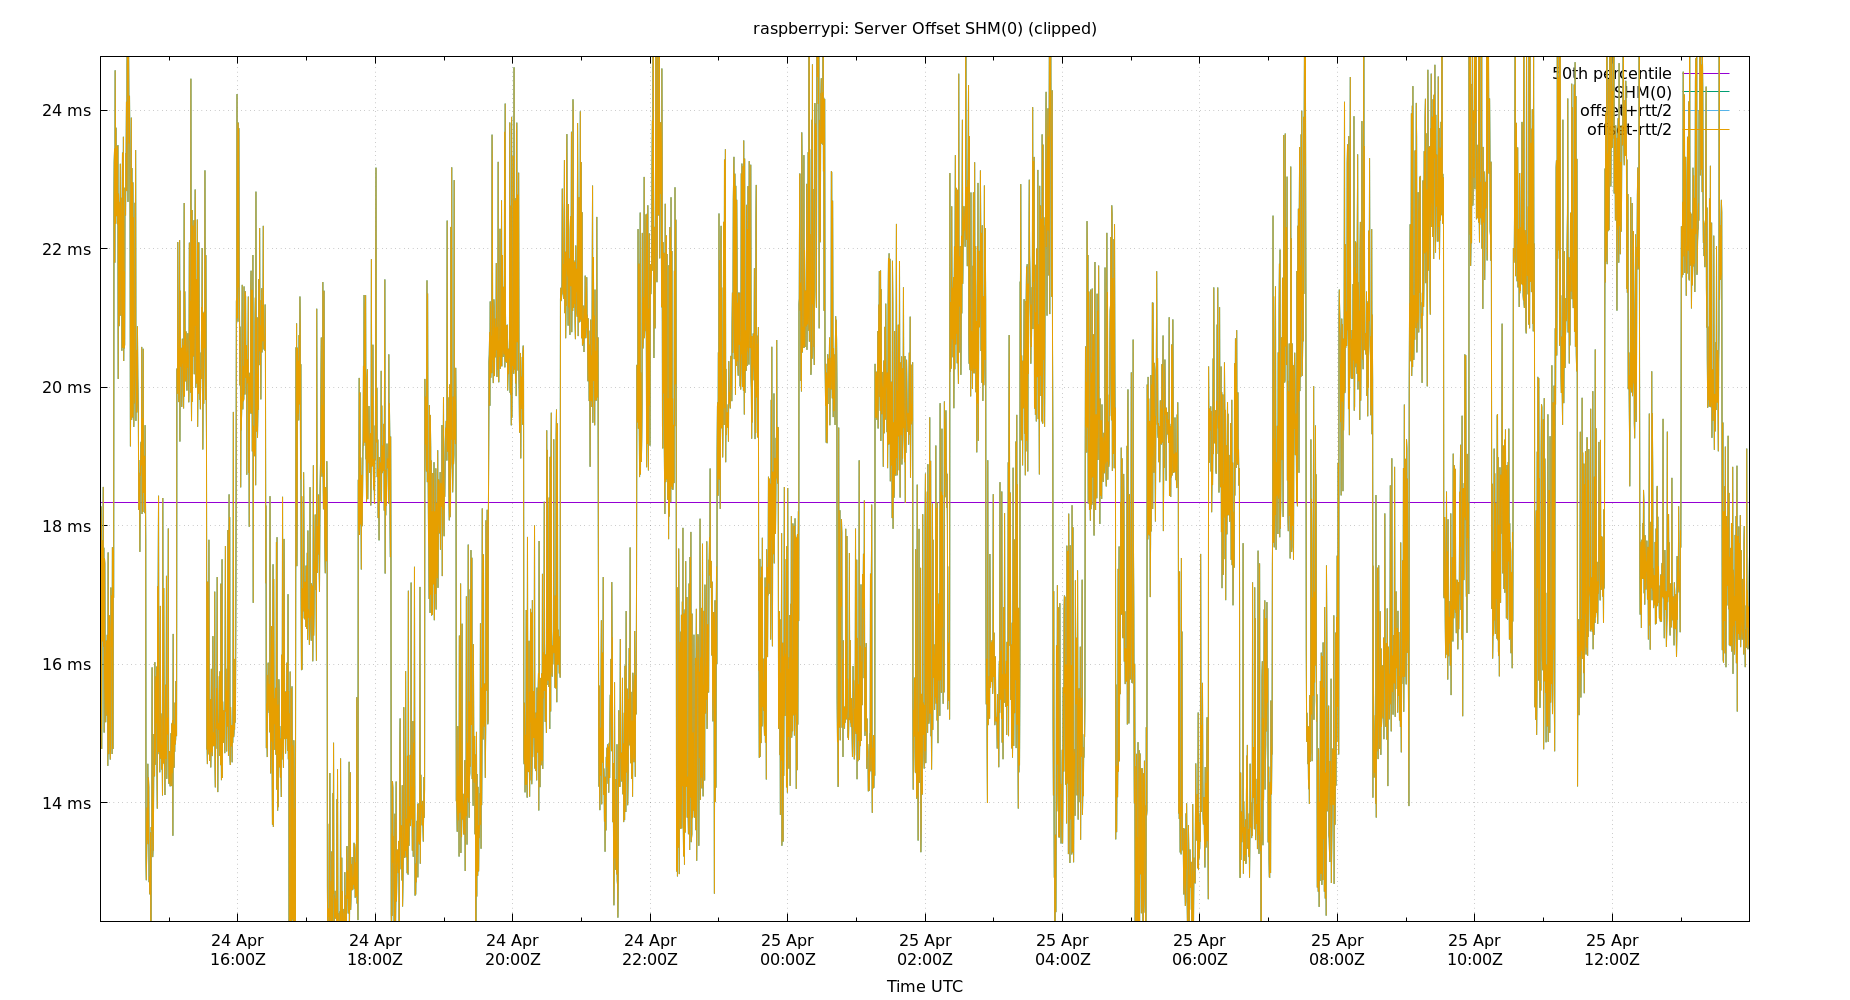 raspberrypi: Server Offset SHM(0) (clipped)
50th percentile
SHM(0)
offset+rtt/2
offset-rtt/2
24 ms
22 ms
20 ms
18 ms
16 ms
14 ms
24 Apr 24 Apr 24 Apr 24 Apr 25 Apr 25 Apr 25 Apr 25 Apr 25 Apr 25 Apr 25 Apr
16:00Z 18:00Z 20:00Z 22:00Z 00:00Z 02:00Z 04:00Z 06:00Z 08:00Z 10:00Z 12:00Z
Time UTC